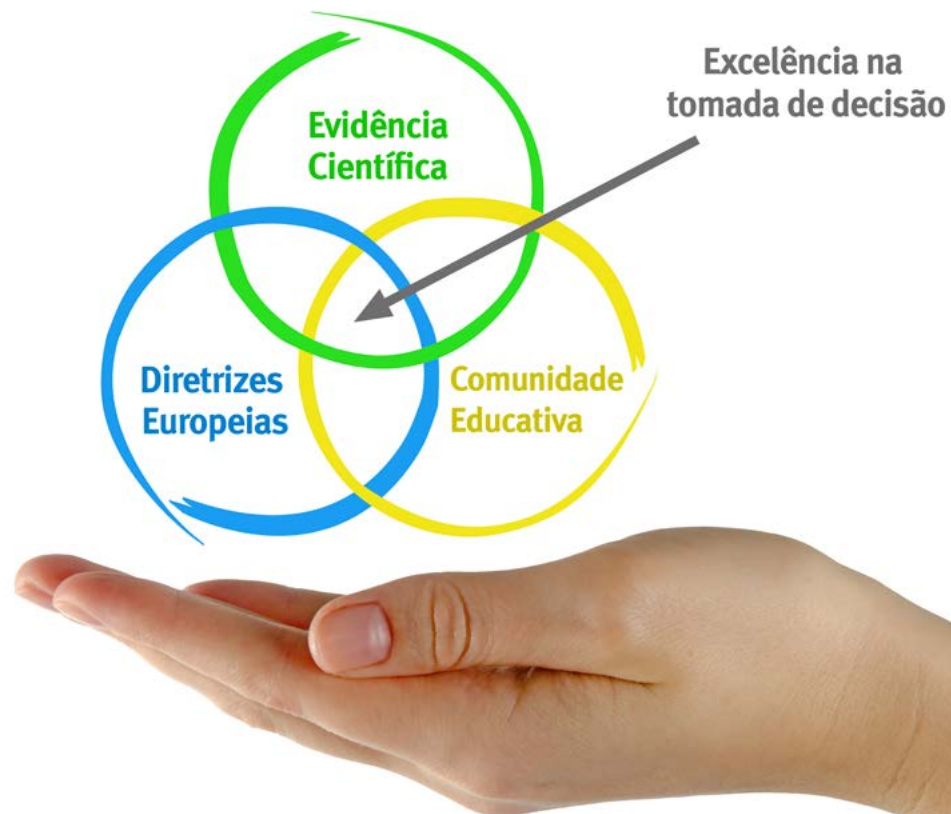 Excelência na
tomada de decisão
Evidência
Científica
Diretrizes
Europeias
Comunidade
Educativa